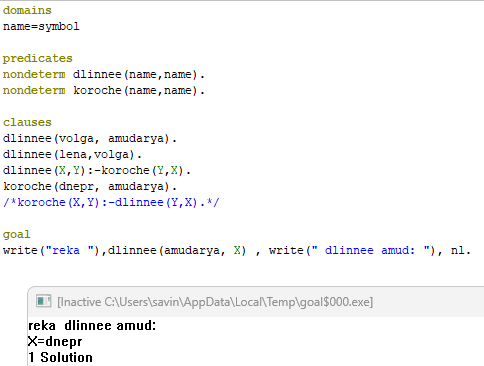 domains
name=symbol
predicates
nondeterm dlinnee(name,name).
nondeterm koroche(name,name).
clauses
dlinnee(volga, amudarya).
dlinnee(lena,volga).
dlinnee(X,Y):-koroche(Y,X).
koroche(dnepr, amudarya).
/*koroche(X,Y):-dlinnee(Y,X).*/
goal
write("reka "),dlinnee(amudarya, X) , write(" dlinnee amud: "), nl.
[Inactive C:\Users\savin\AppData\Local\Temp\goal$000.exe]
reka  dlinnee amud:
X=dnepr
1 Solution